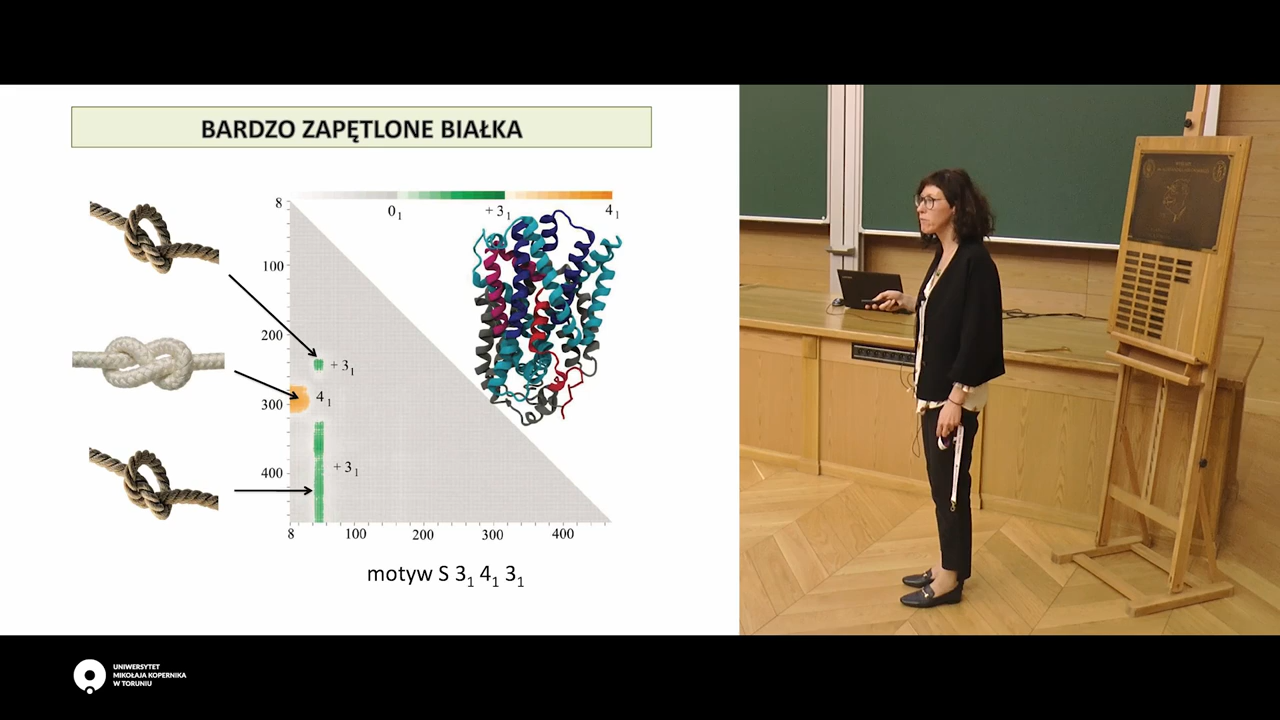 BARDZO ZAPĘTLONE BIAŁKA
0₁ +3₁ 4₁
8
100
200
300
400
+ 3₁
4₁
+ 3₁
8 100 200 300 400
motyw S 3₁ 4₁ 3₁
UNIWERSYTET
MIKOŁAJA KOPERNIKA
W TORUNIU